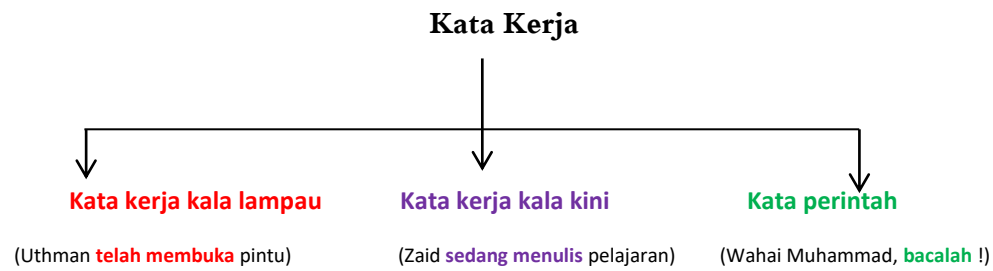 Kata Kerja
Kata kerja kala lampau
Kata kerja kala kini
Kata perintah
(Uthman telah membuka pintu)
(Zaid sedang menulis pelajaran)
(Wahai Muhammad, bacalah !)